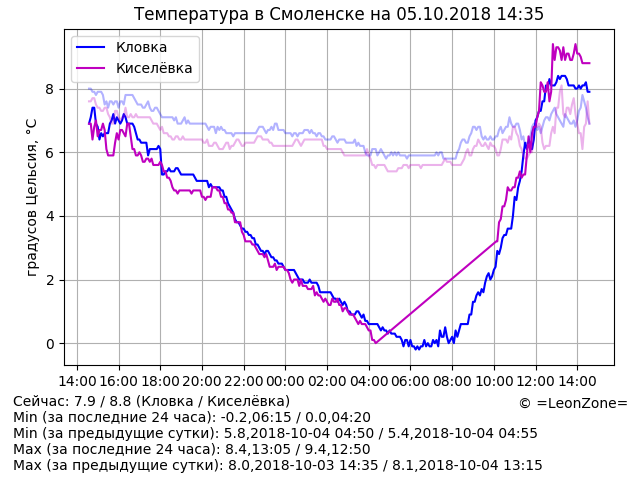 Температура в Смоленске на 05.10.2018 14:35
Кловка
Киселёвка
градусов Цельсия, °C
8
6
4
2
0
14:00 16:00 18:00 20:00 22:00 00:00 02:00 04:00 06:00 08:00 10:00 12:00 14:00
Сейчас: 7.9 / 8.8 (Кловка / Киселёвка)
© =LeonZone=
Min (за последние 24 часа): -0.2,06:15 / 0.0,04:20
Min (за предыдущие сутки): 5.8,2018-10-04 04:50 / 5.4,2018-10-04 04:55
Max (за последние 24 часа): 8.4,13:05 / 9.4,12:50
Max (за предыдущие сутки): 8.0,2018-10-03 14:35 / 8.1,2018-10-04 13:15